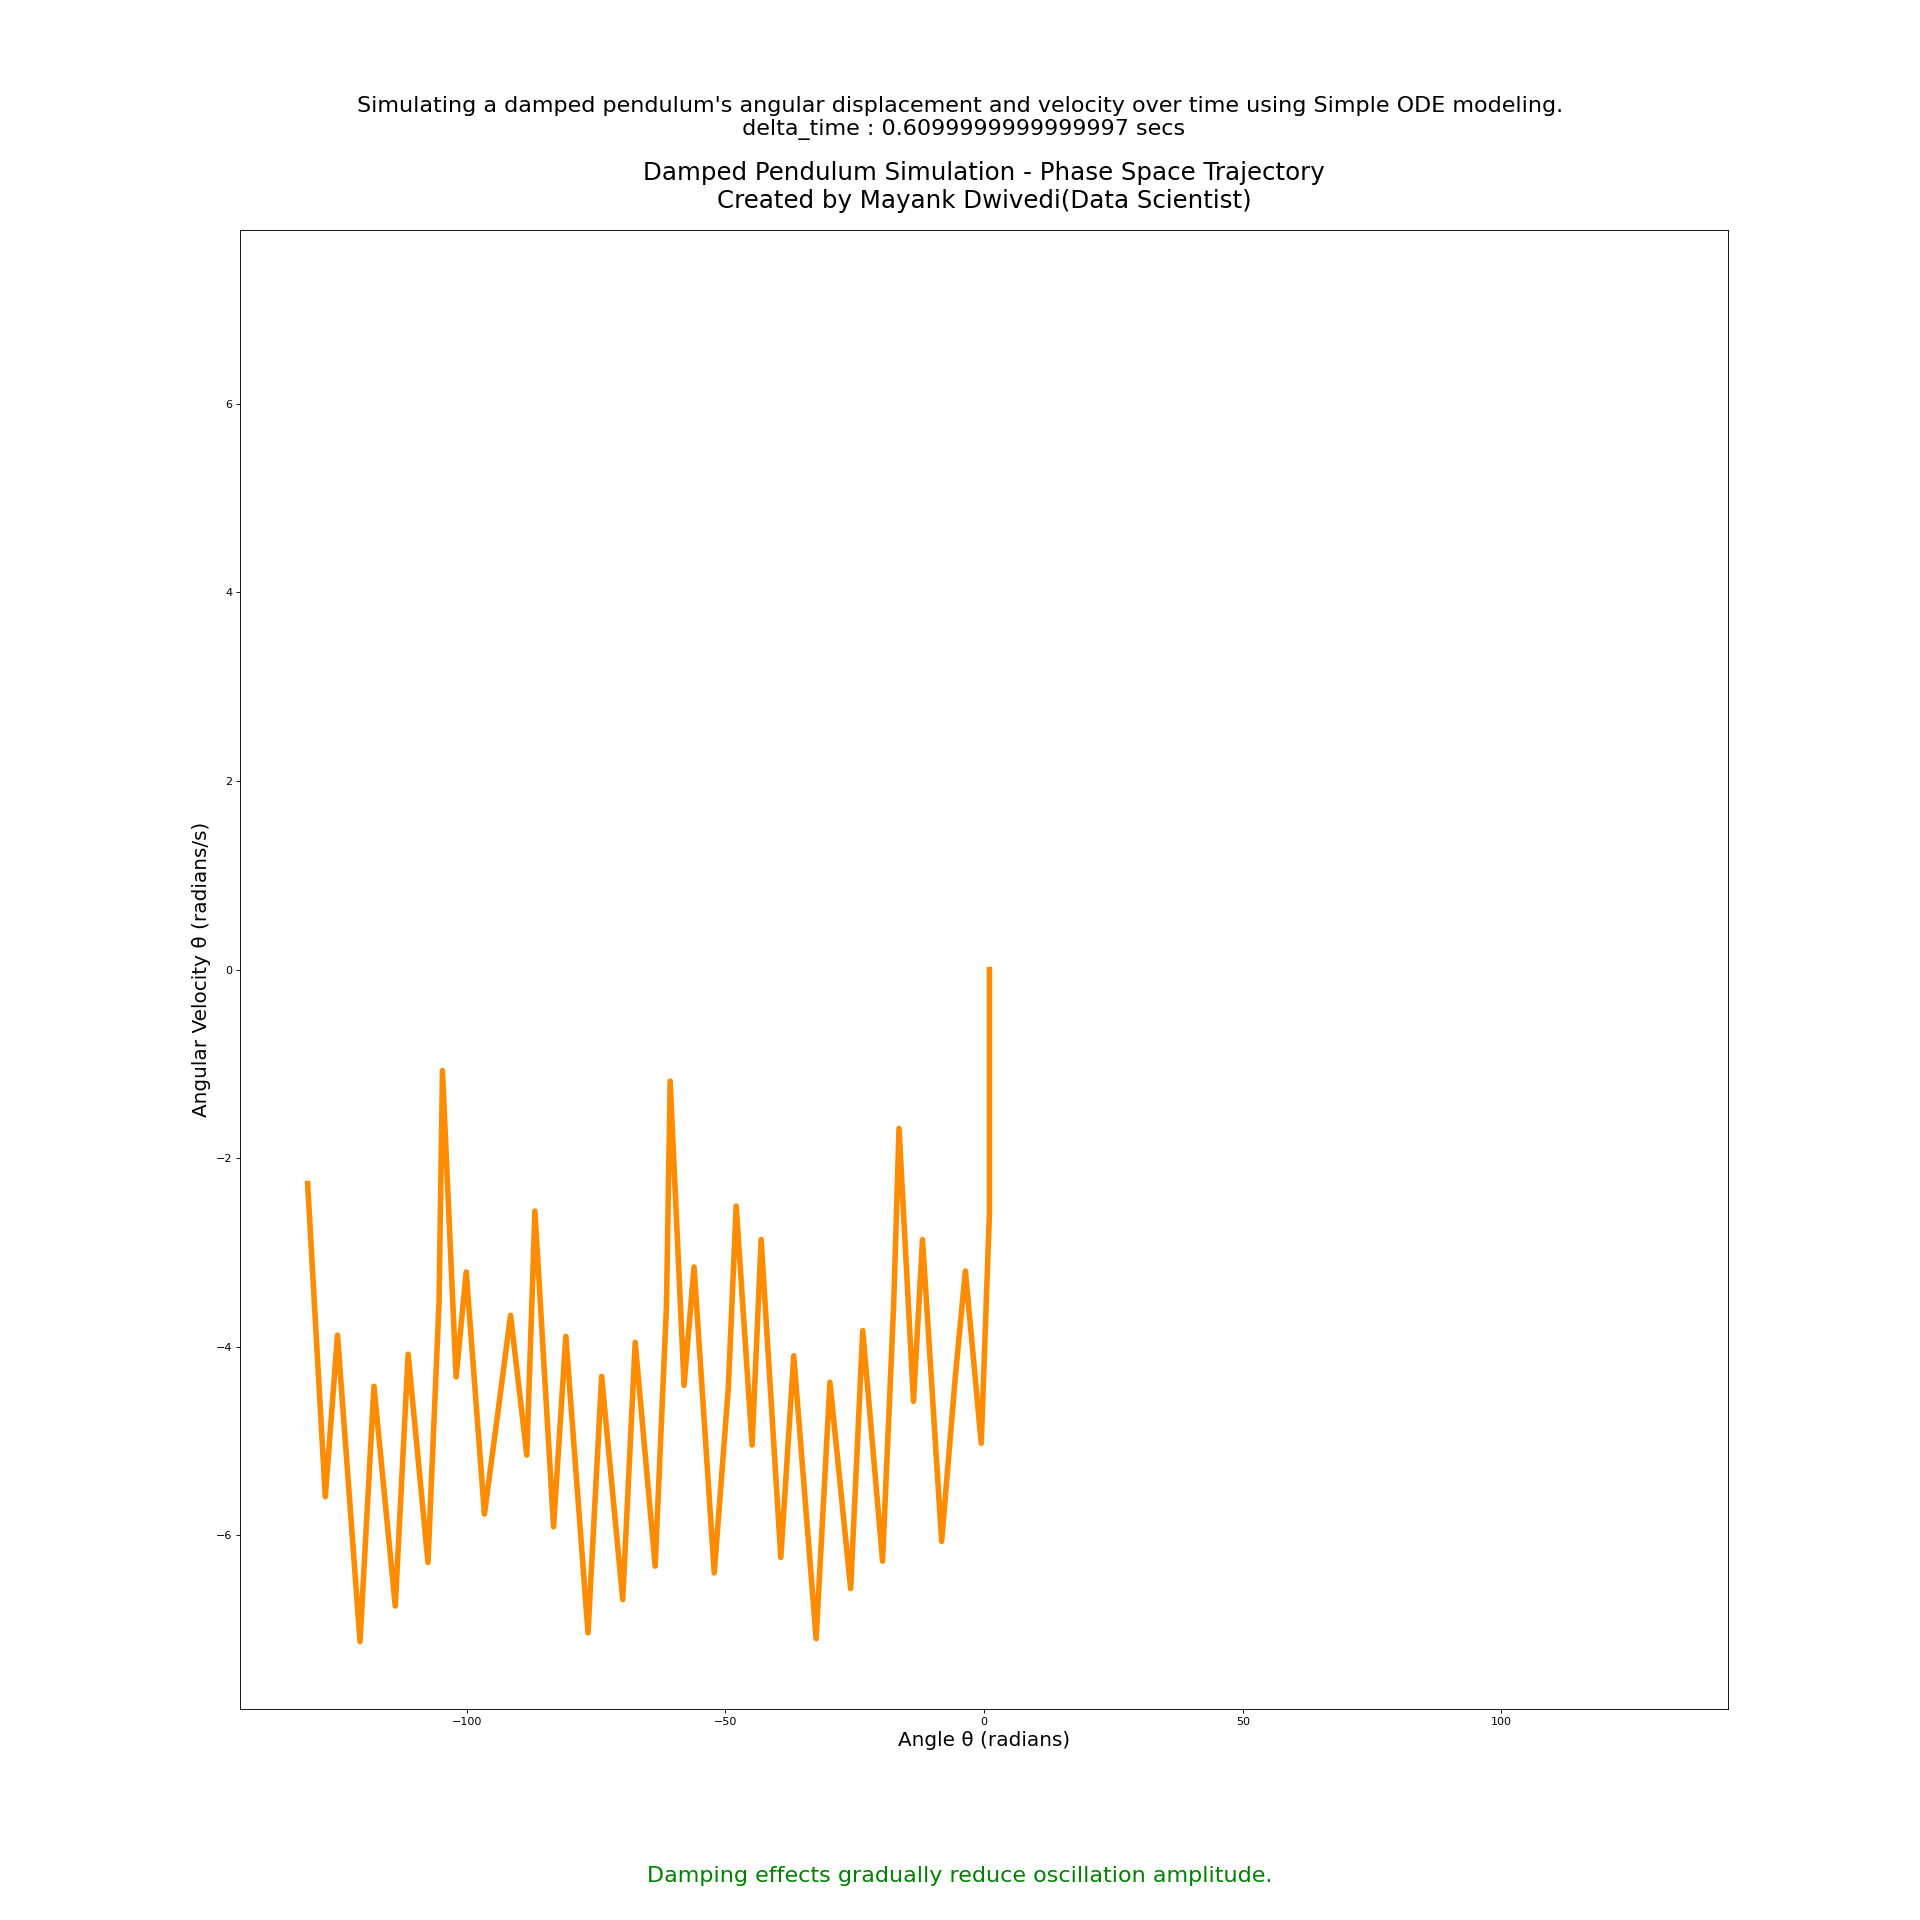 Simulating a damped pendulum's angular displacement and velocity over time using Simple ODE modeling.
delta_time : 0.6099999999999997 secs
Damped Pendulum Simulation - Phase Space Trajectory
Created by Mayank Dwivedi(Data Scientist)
6
4
2
0
−2
−4
−6
Angular Velocity θ̇ (radians/s)
−100
−50
0
50
100
Angle θ (radians)
Damping effects gradually reduce oscillation amplitude.